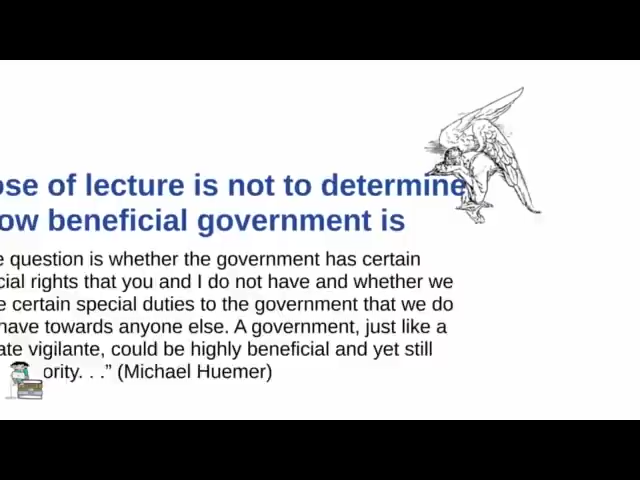 ose of lecture is not to determine
ow beneficial government is
e question is whether the government has certain
cial rights that you and I do not have and whether we
e certain special duties to the government that we do
have towards anyone else. A government, just like a
ate vigilante, could be highly beneficial and yet still
ority. . .” (Michael Huemer)